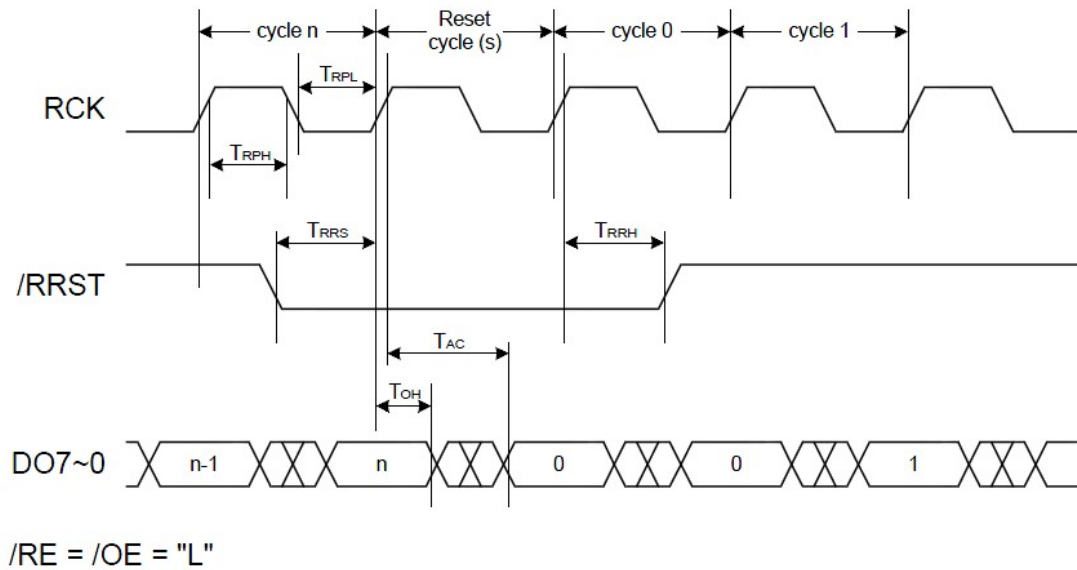 cycle n
Reset
cycle (s)
cycle 0
cycle 1
TRPL
RCK
TRPH
TRRS
TRRH
/RRST
TAC
TOH
DO7~0
n-1
n
0
0
1
/RE = /OE = "L"